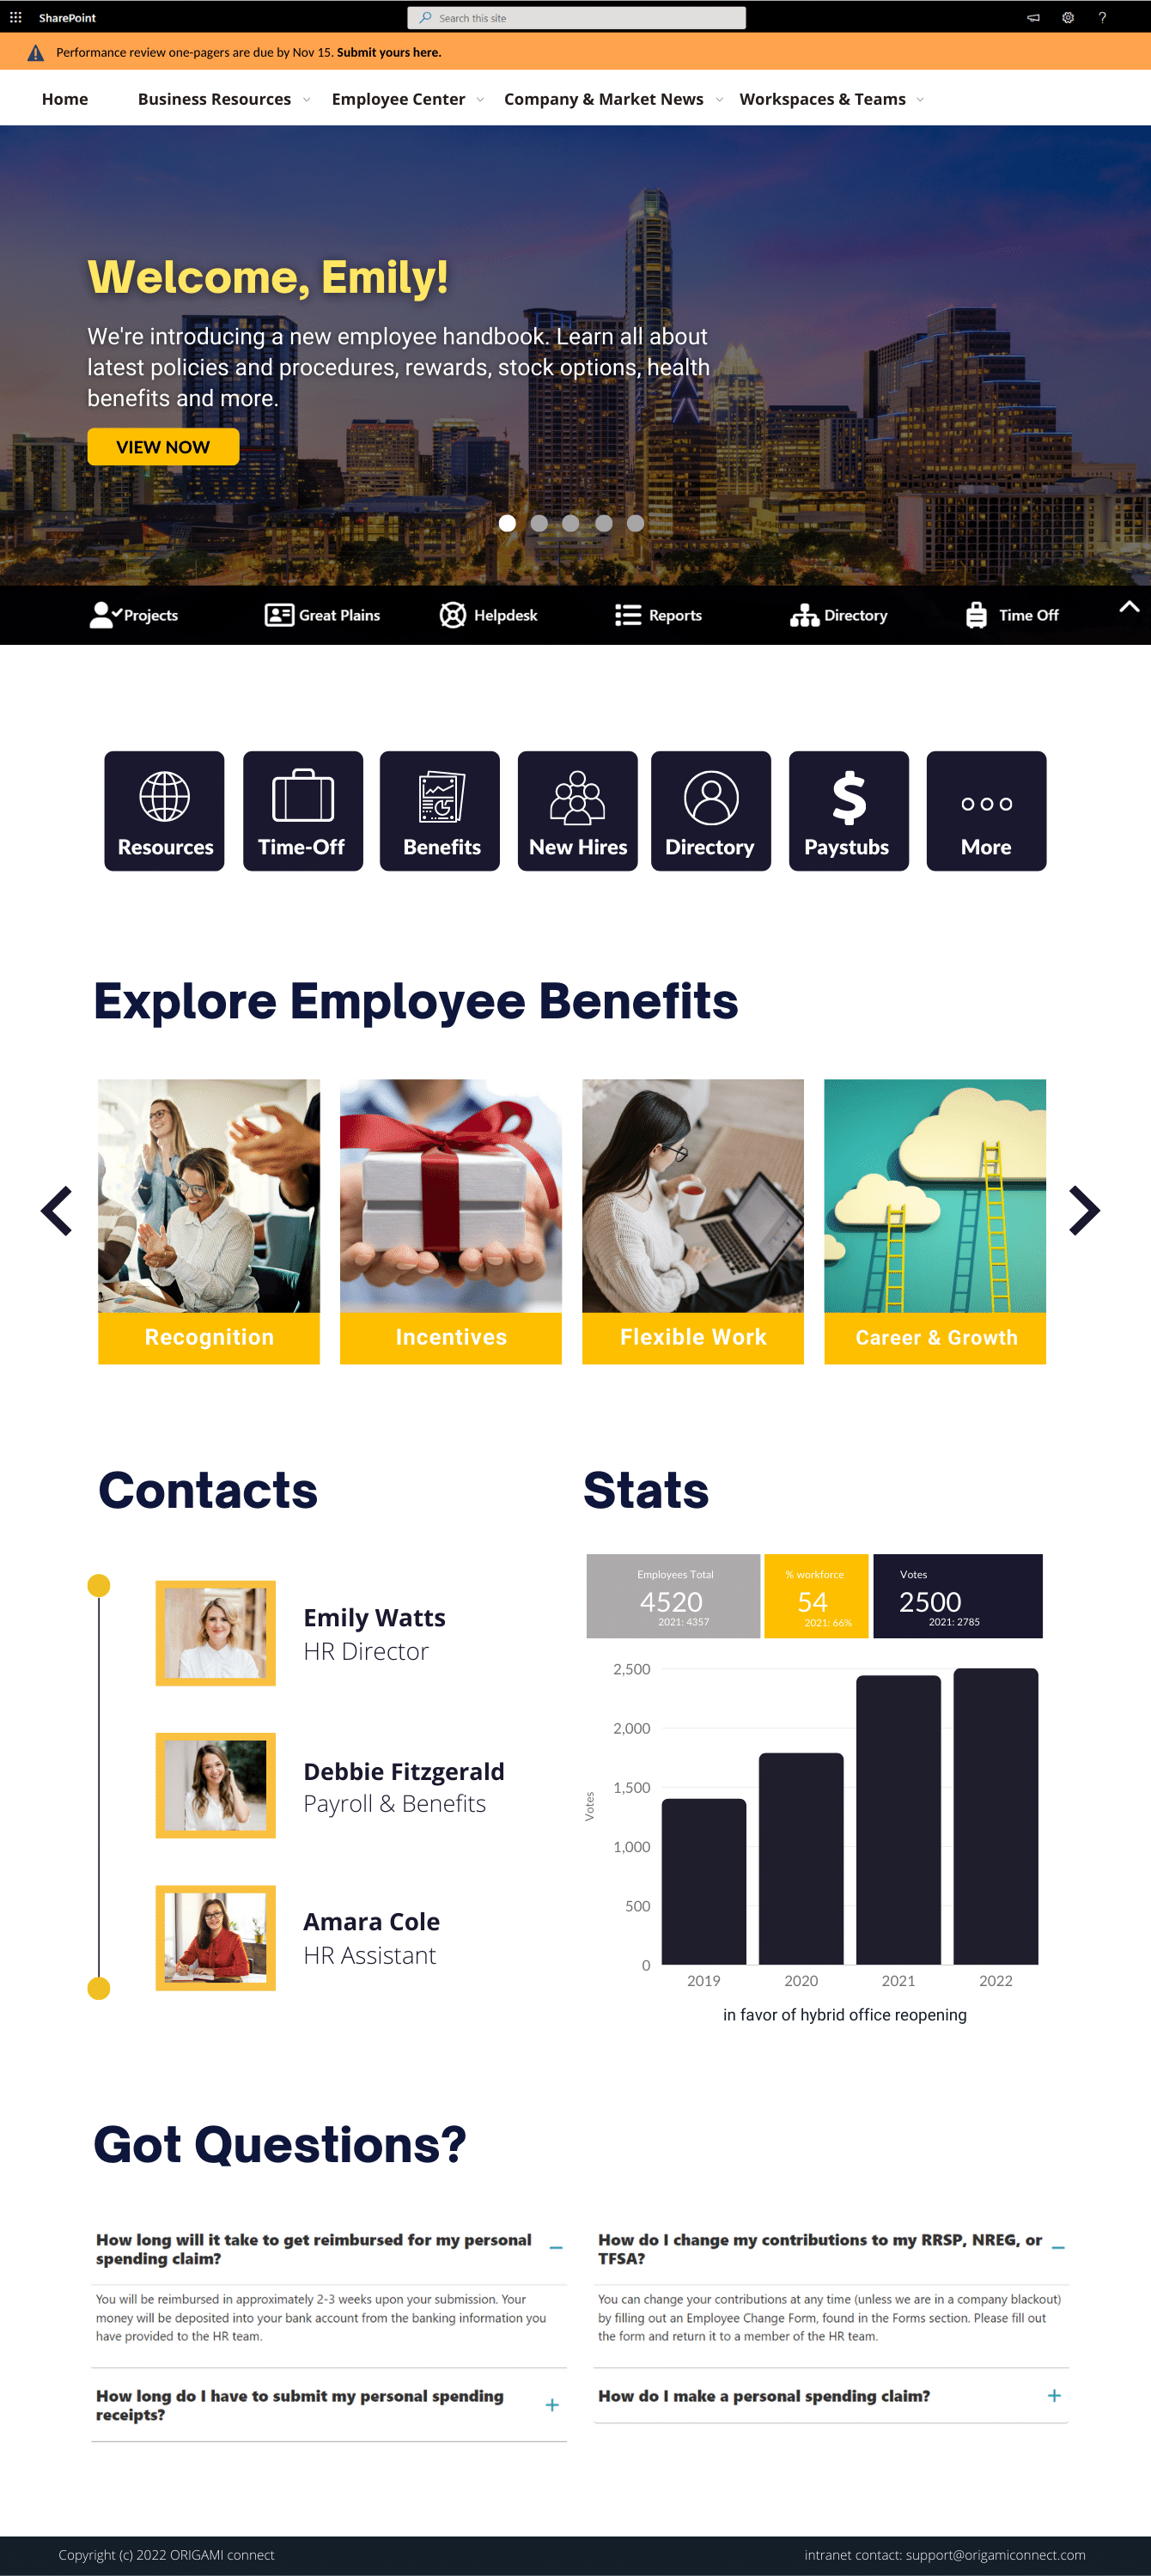 SharePoint
Search this site
?
Performance review one-pagers are due by Nov 15. Submit yours here.
Home
Business Resources
Employee Center
Company & Market News
Workspaces & Teams
Welcome, Emily!
We're introducing a new employee handbook. Learn all about
latest policies and procedures, rewards, stock options, health
benefits and more.
VIEW NOW
Projects
Great Plains
Helpdesk
Reports
Directory
Time Off
Resources
Time-Off
Benefits
New Hires
Directory
$
Paystubs
More
Explore Employee Benefits
Recognition
Incentives
Flexible Work
Career & Growth
Contacts
Emily Watts
HR Director
Debbie Fitzgerald
Payroll & Benefits
Amara Cole
HR Assistant
Stats
Employees Total
4520
2021: 4357
% workforce
54
2021: 66%
Votes
2500
2021: 2785
2,500
2,000
1,500
1,000
500
0
Votes
2019
2020
2021
2022
in favor of hybrid office reopening
Got Questions?
How long will it take to get reimbursed for my personal
spending claim?
You will be reimbursed in approximately 2-3 weeks upon your submission. Your
money will be deposited into your bank account from the banking information you
have provided to the HR team.
How long do I have to submit my personal spending
receipts?
How do I change my contributions to my RRSP, NREG, or
TFSA?
You can change your contributions at any time (unless we are in a company blackout)
by filling out an Employee Change Form, found in the Forms section. Please fill out
the form and return it to a member of the HR team.
How do I make a personal spending claim?
Copyright (c) 2022 ORIGAMI connect
intranet contact: support@origamiconnect.com